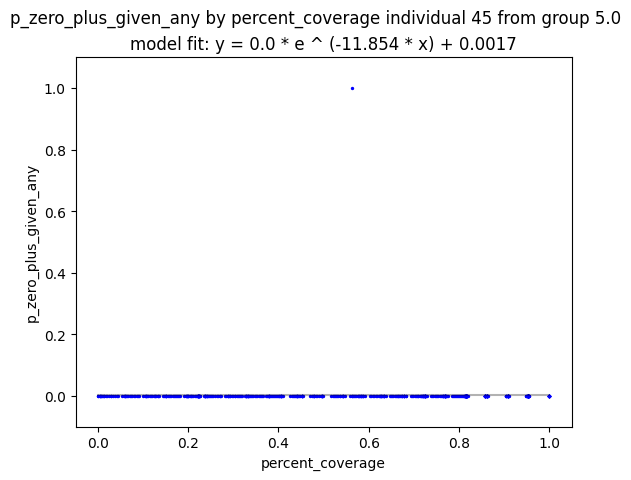 p_zero_plus_given_any by percent_coverage individual 45 from group 5.0
model fit: y = 0.0 * e ^ (-11.854 * x) + 0.0017
p_zero_plus_given_any
1.0
0.8
0.6
0.4
0.2
0.0
0.0 0.2 0.4 0.6 0.8 1.0
percent_coverage